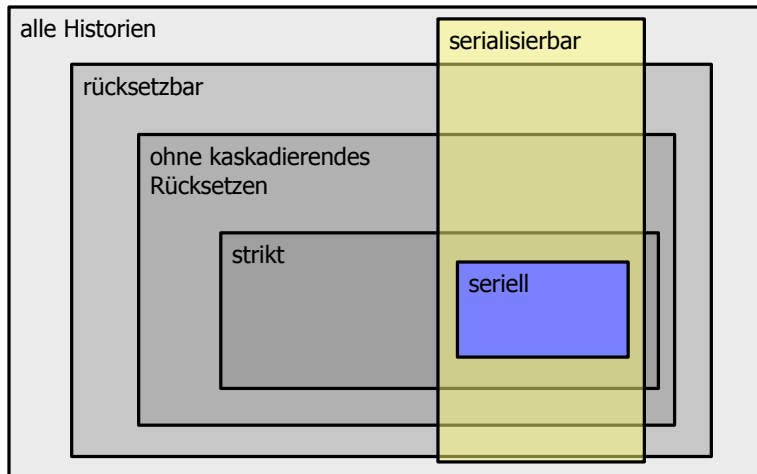 alle Historien
serialisierbar
rücksetzbar
ohne kaskadierendes
Rücksetzen
strikt
seriell